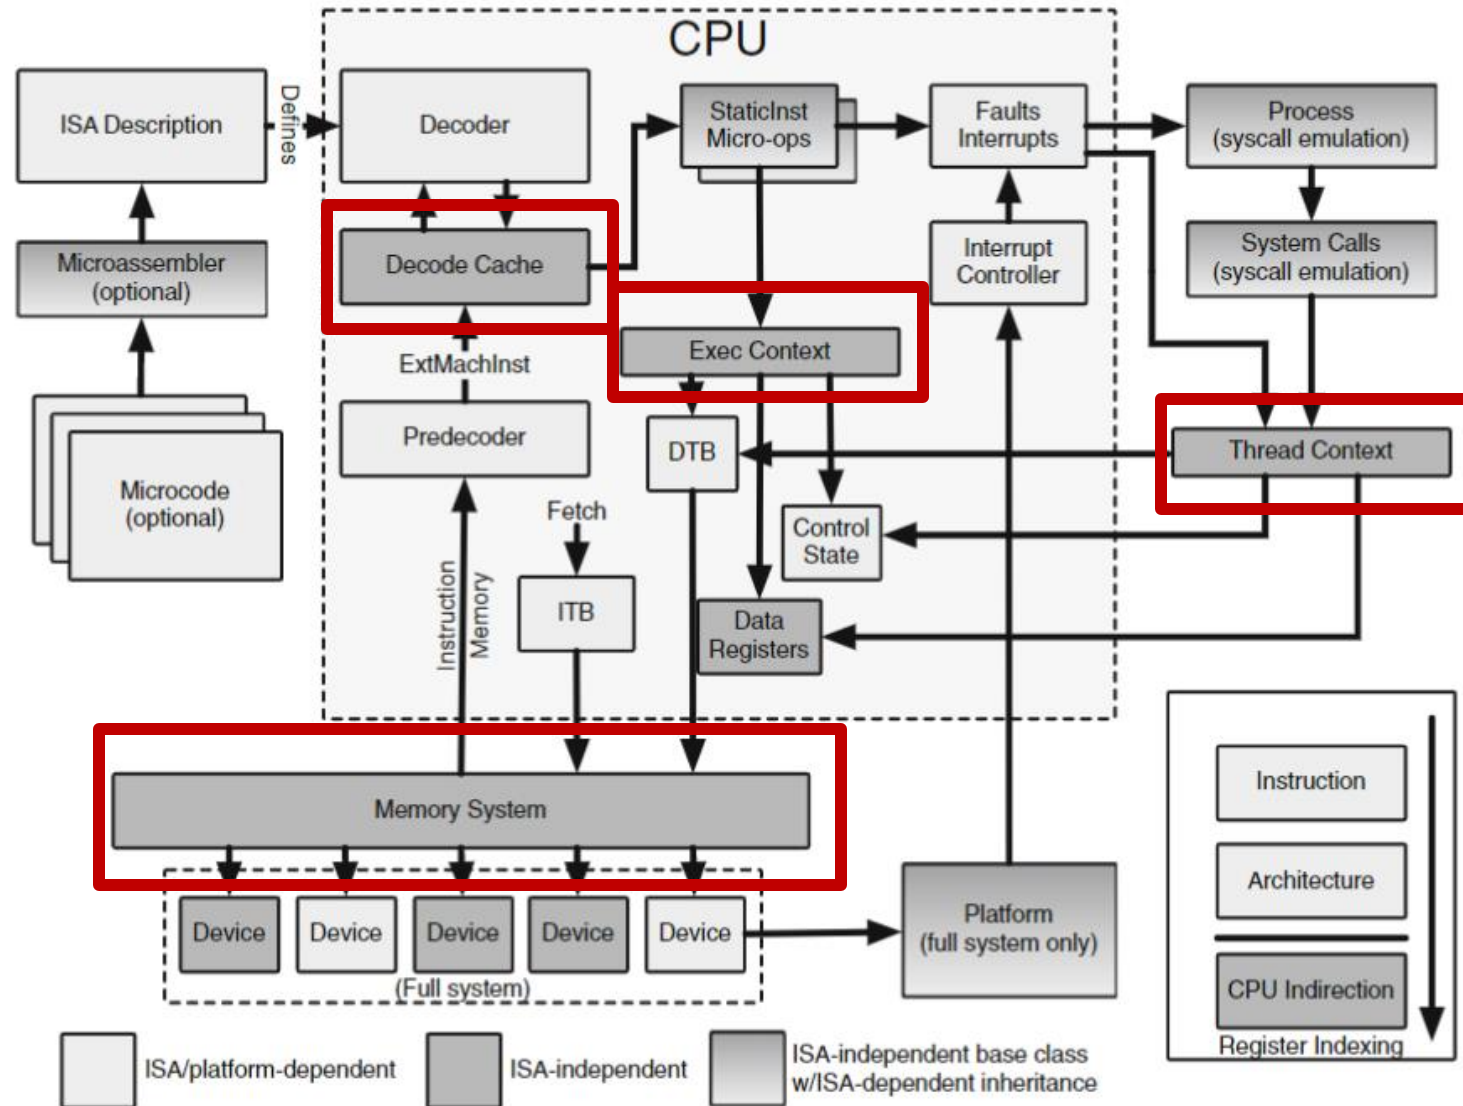 CPU
ISA Description
Defines
Decoder
StaticInst
Micro-ops
Faults
Interrupts
Process
(syscall emulation)
Microassembler
(optional)
Decode Cache
Interrupt
Controller
System Calls
(syscall emulation)
Exec Context
ExtMachInst
Predecoder
DTB
Thread Context
Microcode
(optional)
Fetch
Control
State
ITB
Instruction
Memory
Data
Registers
Memory System
Instruction
Architecture
CPU Indirection
Register Indexing
Device
Device
Device
Device
Device
(Full system)
Platform
(full system only)
ISA/platform-dependent
ISA-independent
ISA-independent base class
w/ISA-dependent inheritance